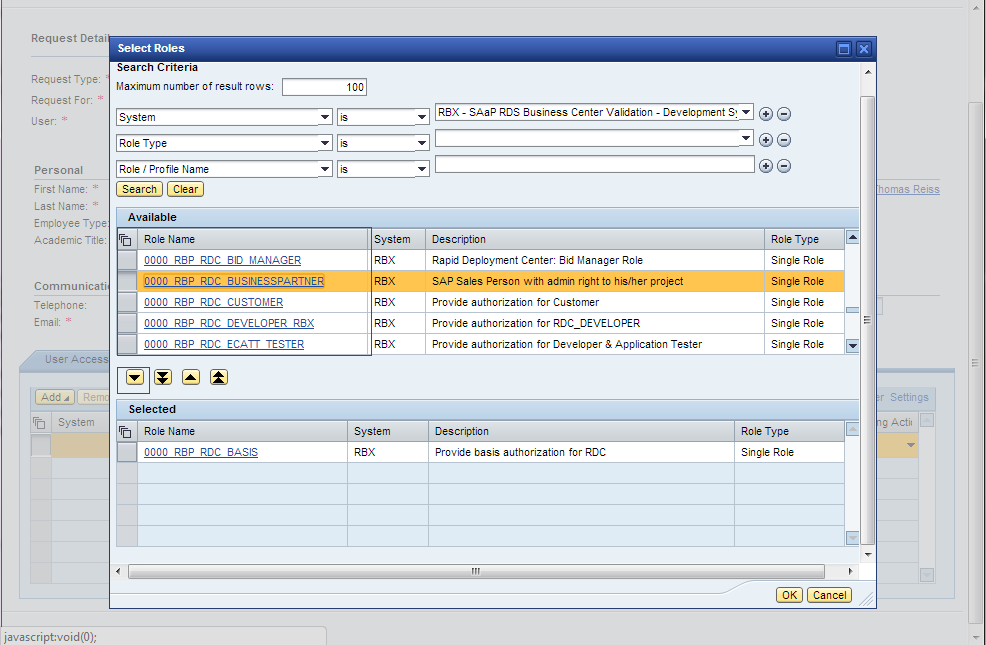 Request Detail
Select Roles
Search Criteria
Maximum number of result rows: 100
Request Type: *
Request For: *
User: *
System is RBX - SAaP RDS Business Center Validation - Development Sy
Role Type is
Role / Profile Name is
Search Clear
Personal
First Name: *
Last Name: *
Employee Type:
Academic Title:
Thomas Reiss
Available
Role Name System Description Role Type
0000_RBP_RDC_BID_MANAGER RBX Rapid Deployment Center: Bid Manager Role Single Role
0000_RBP_RDC_BUSINESSPARTNER RBX SAP Sales Person with admin right to his/her project Single Role
0000_RBP_RDC_CUSTOMER RBX Provide authorization for Customer Single Role
0000_RBP_RDC_DEVELOPER_RBX RBX Provide authorization for RDC_DEVELOPER Single Role
0000_RBP_RDC_ECATT_TESTER RBX Provide authorization for Developer & Application Tester Single Role
Communicati
Telephone:
Email: *
User Access
Add Remo
er Settings
System
ng Acti
Selected
Role Name System Description Role Type
0000_RBP_RDC_BASIS RBX Provide basis authorization for RDC Single Role
OK Cancel
javascript:void(0);